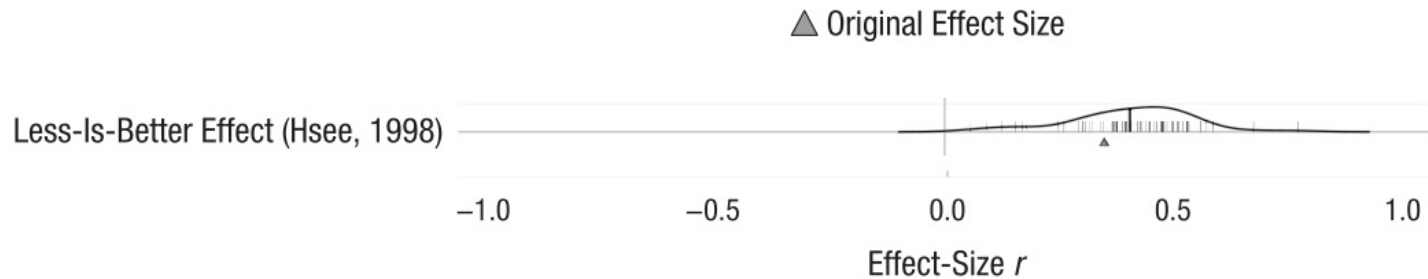 Original Effect Size
Less-Is-Better Effect (Hsee, 1998)
–1.0 –0.5 0.0 0.5 1.0
Effect-Size r